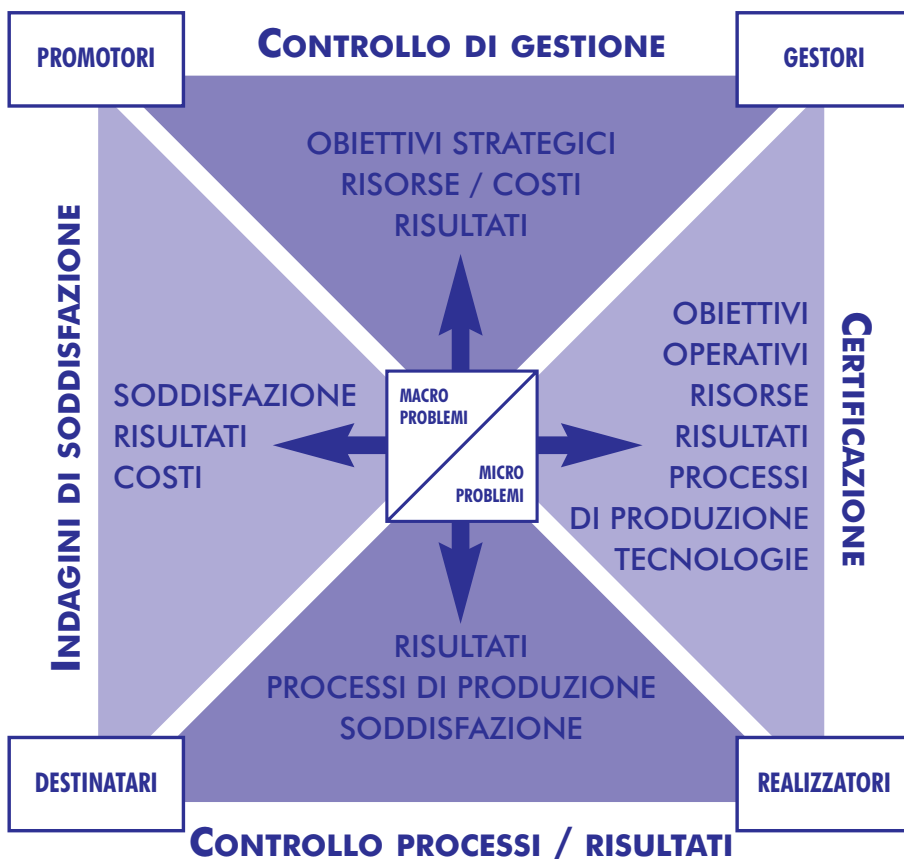 PROMOTORI
CONTROLLO DI GESTIONE
GESTORI
OBIETTIVI STRATEGICI
RISORSE / COSTI
RISULTATI
INDAGINI DI SODDISFAZIONE
SODDISFAZIONE
RISULTATI
COSTI
MACRO
PROBLEMI
MICRO
PROBLEMI
OBIETTIVI
OPERATIVI
RISORSE
RISULTATI
PROCESSI
DI PRODUZIONE
TECNOLOGIE
CERTIFICAZIONE
RISULTATI
PROCESSI DI PRODUZIONE
SODDISFAZIONE
DESTINATARI
REALIZZATORI
CONTROLLO PROCESSI / RISULTATI